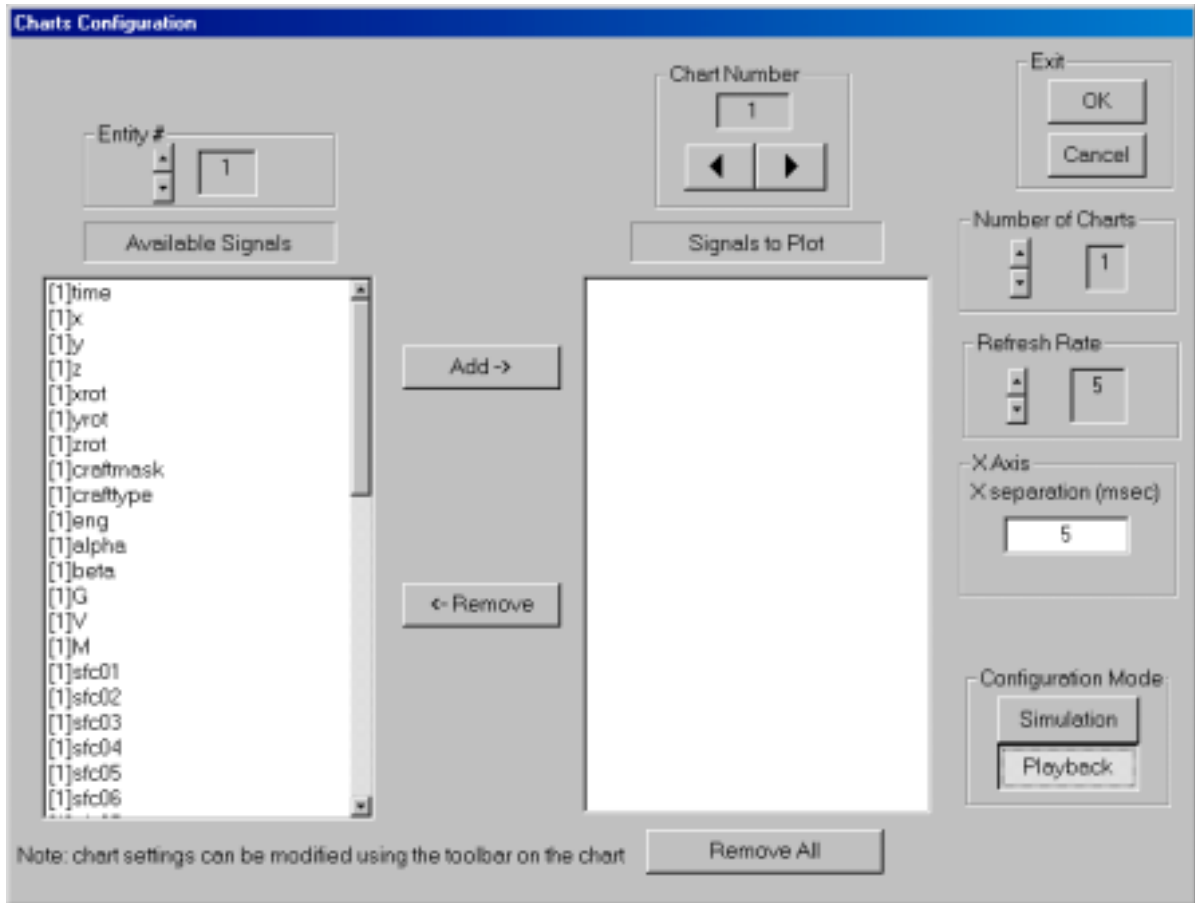 Charts Configuration
Entity #
1
Available Signals
[1]time
[1]x
[1]y
[1]z
[1]xrot
[1]yrot
[1]zrot
[1]craftmask
[1]crafttype
[1]eng
[1]alpha
[1]beta
[1]G
[1]V
[1]M
[1]sfc01
[1]sfc02
[1]sfc03
[1]sfc04
[1]sfc05
[1]sfc06
Add ->
<- Remove
Chart Number
1
Signals to Plot
Exit
OK
Cancel
Number of Charts
1
Refresh Rate
5
X Axis
X separation (msec)
5
Configuration Mode
Simulation
Playback
Note: chart settings can be modified using the toolbar on the chart
Remove All